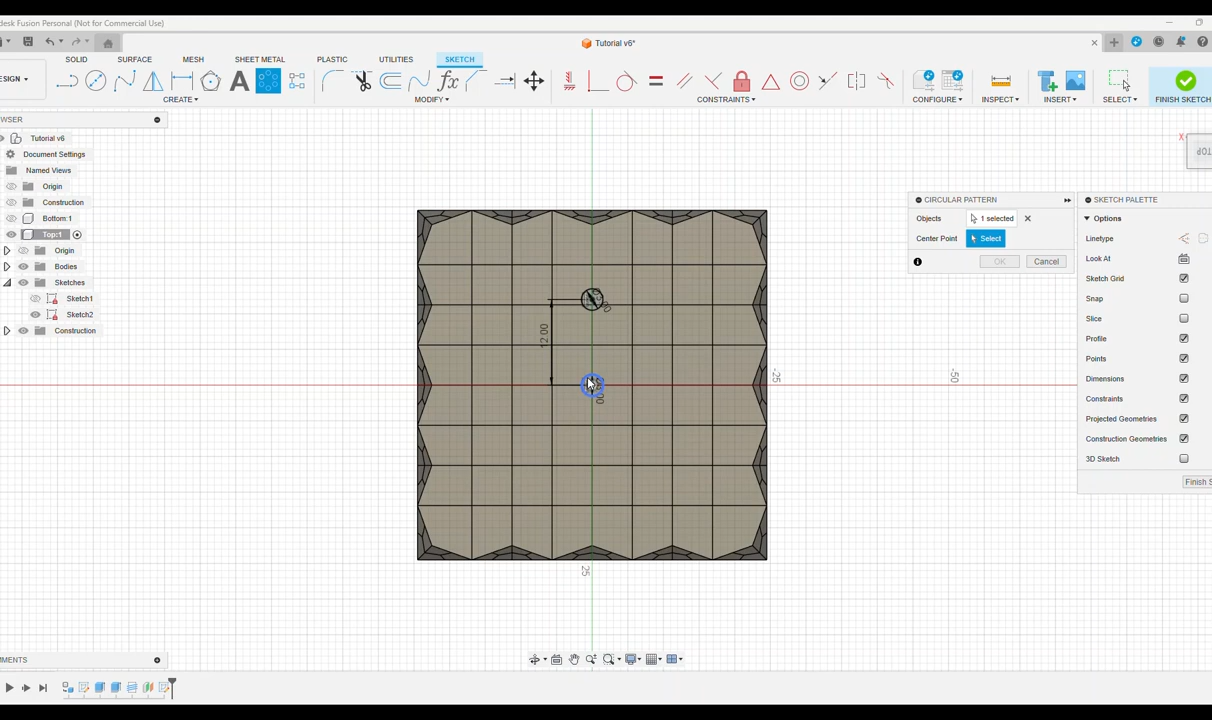 desk Fusion Personal (Not for Commercial Use)
Tutorial v6*
SOLID SURFACE MESH SHEET METAL PLASTIC UTILITIES SKETCH
ESIGN
CREATE MODIFY CONSTRAINTS CONFIGURE INSPECT INSERT SELECT FINISH SKETCH
WSER
Tutorial v6
Document Settings
Named Views
Origin
Construction
Bottom:1
Top:1
Origin
Bodies
Sketches
Sketch1
Sketch2
Construction
X
TOP
CIRCULAR PATTERN
Objects 1 selected
Center Point Select
OK Cancel
SKETCH PALETTE
Options
Linetype
Look At
Sketch Grid
Snap
Slice
Profile
Points
Dimensions
Constraints
Projected Geometries
Construction Geometries
3D Sketch
Finish S
12.00
-25
-50
25
MMENTS